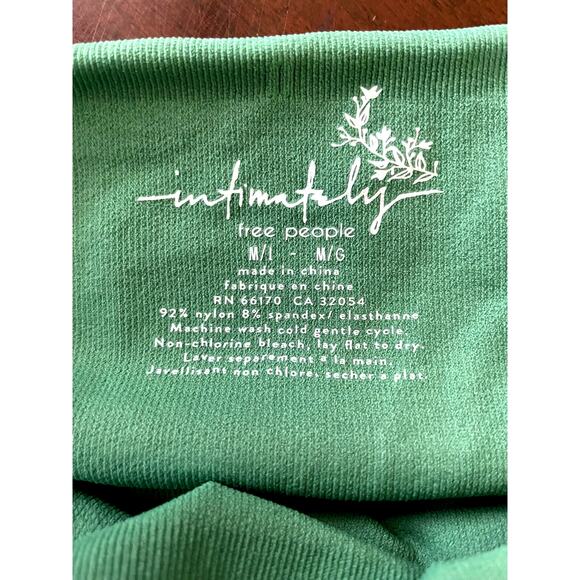 intimately
free people
M/L - M/G
made in china
fabrique en chine
RN 66170 CA 32054
92% nylon 8% spandex/ elasthanne
Machine wash cold gentle cycle.
Non-chlorine bleach, lay flat to dry.
Laver separement a la main.
Javellisant non chlore, secher a plat.